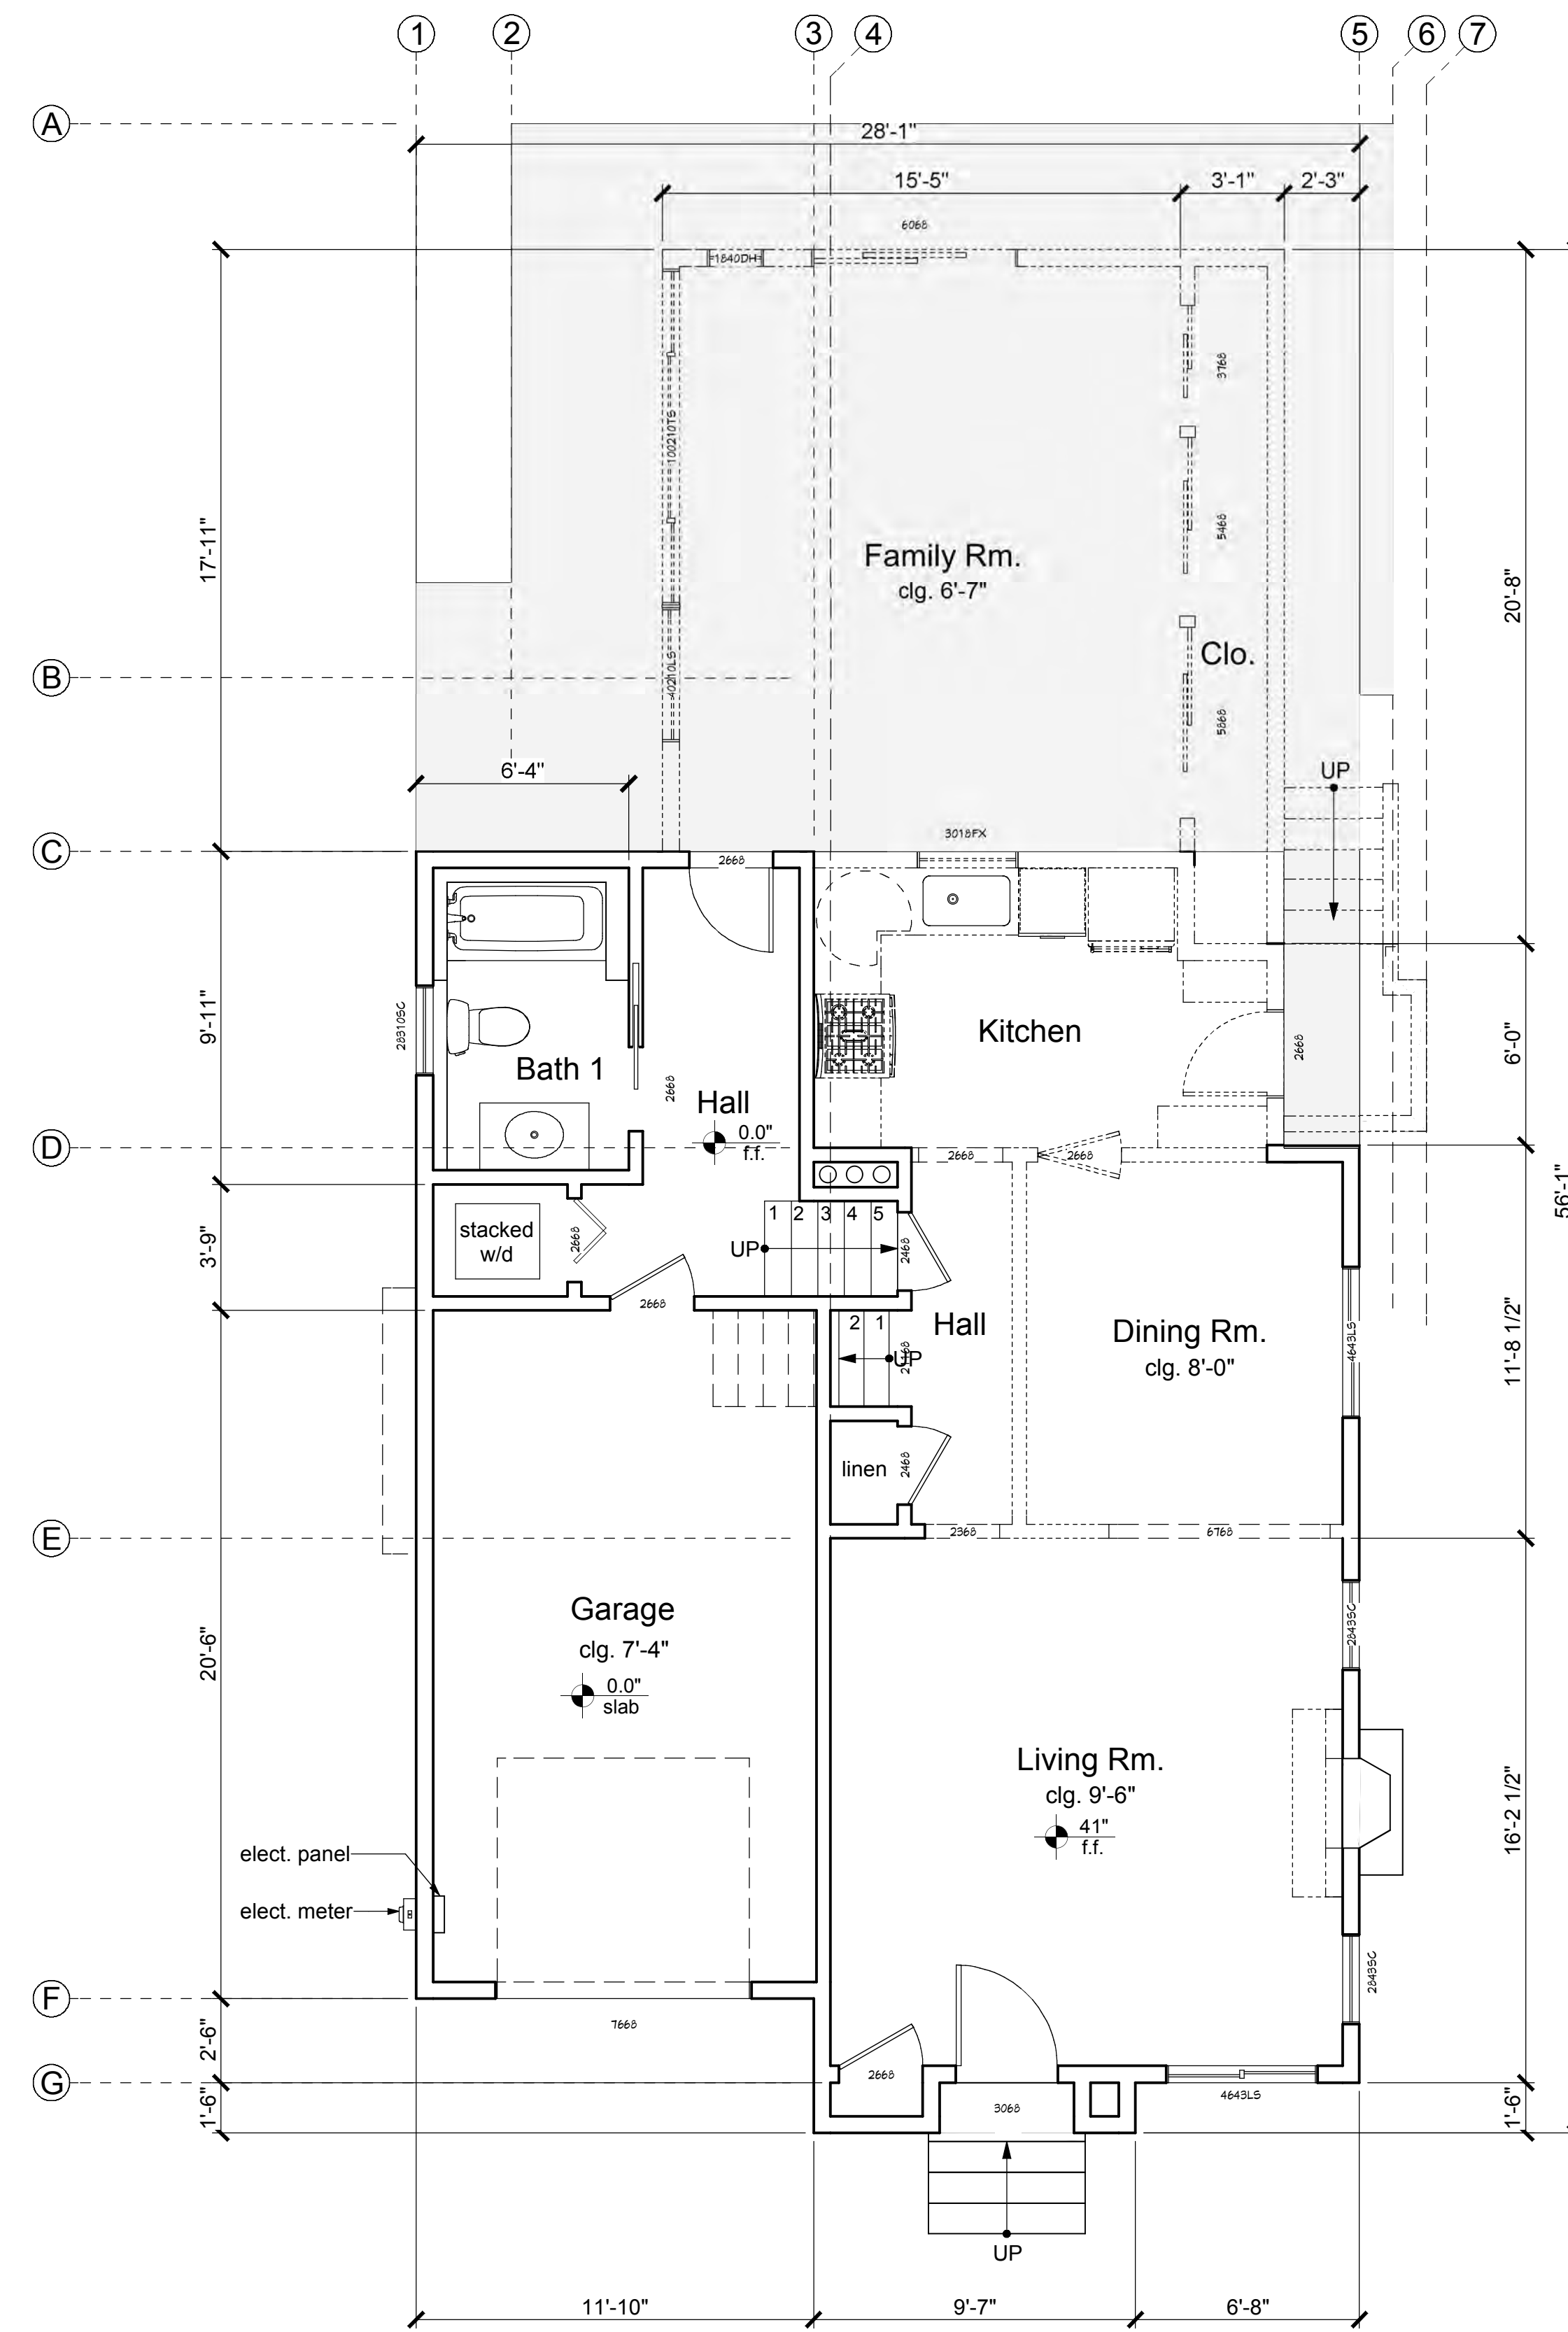 1 2 3 4 5 6 7
A
28'-1"
15'-5" 3'-1" 2'-3"
6068
1840DH
3768
100210TS
5468
17'-11"
Family Rm.
clg. 6'-7"
20'-8"
Clo.
B
40210LS
5868
6'-4"
UP
3018FX
C
2668
28310SC
9'-11"
Kitchen
6'-0"
2668
Bath 1
2668
Hall
0.0"
f.f.
D
2668
2668
56'-1"
1 2 3 4 5
stacked
w/d
2668
UP
2468
3'-9"
2668
2 1
Hall
UP
Dining Rm.
clg. 8'-0"
4643LS
11'-8 1/2"
linen
2468
E
2368
6768
Garage
clg. 7'-4"
0.0"
slab
2843SC
20'-6"
Living Rm.
clg. 9'-6"
41"
f.f.
16'-2 1/2"
elect. panel
elect. meter
2843SC
F
7668
2'-6"
2668
G
3068
4643LS
1'-6"
1'-6"
UP
11'-10" 9'-7" 6'-8"